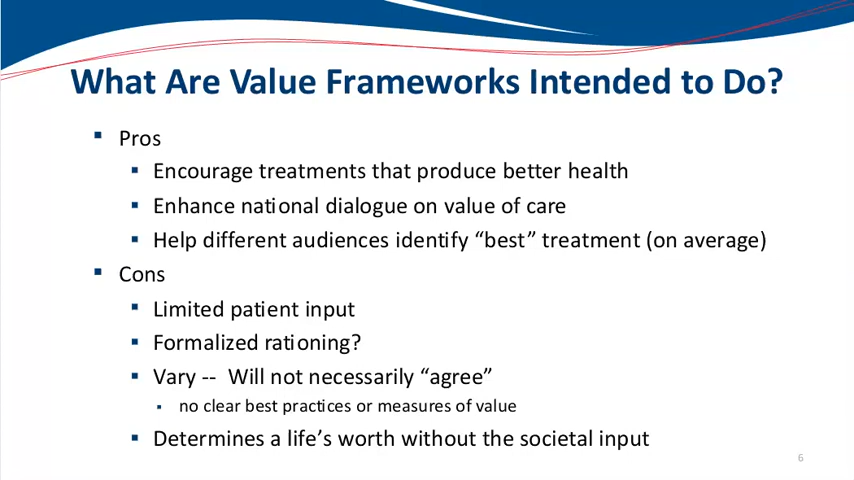 What Are Value Frameworks Intended to Do?
Pros
Encourage treatments that produce better health
Enhance national dialogue on value of care
Help different audiences identify “best” treatment (on average)
Cons
Limited patient input
Formalized rationing?
Vary -- Will not necessarily “agree”
no clear best practices or measures of value
Determines a life’s worth without the societal input
6